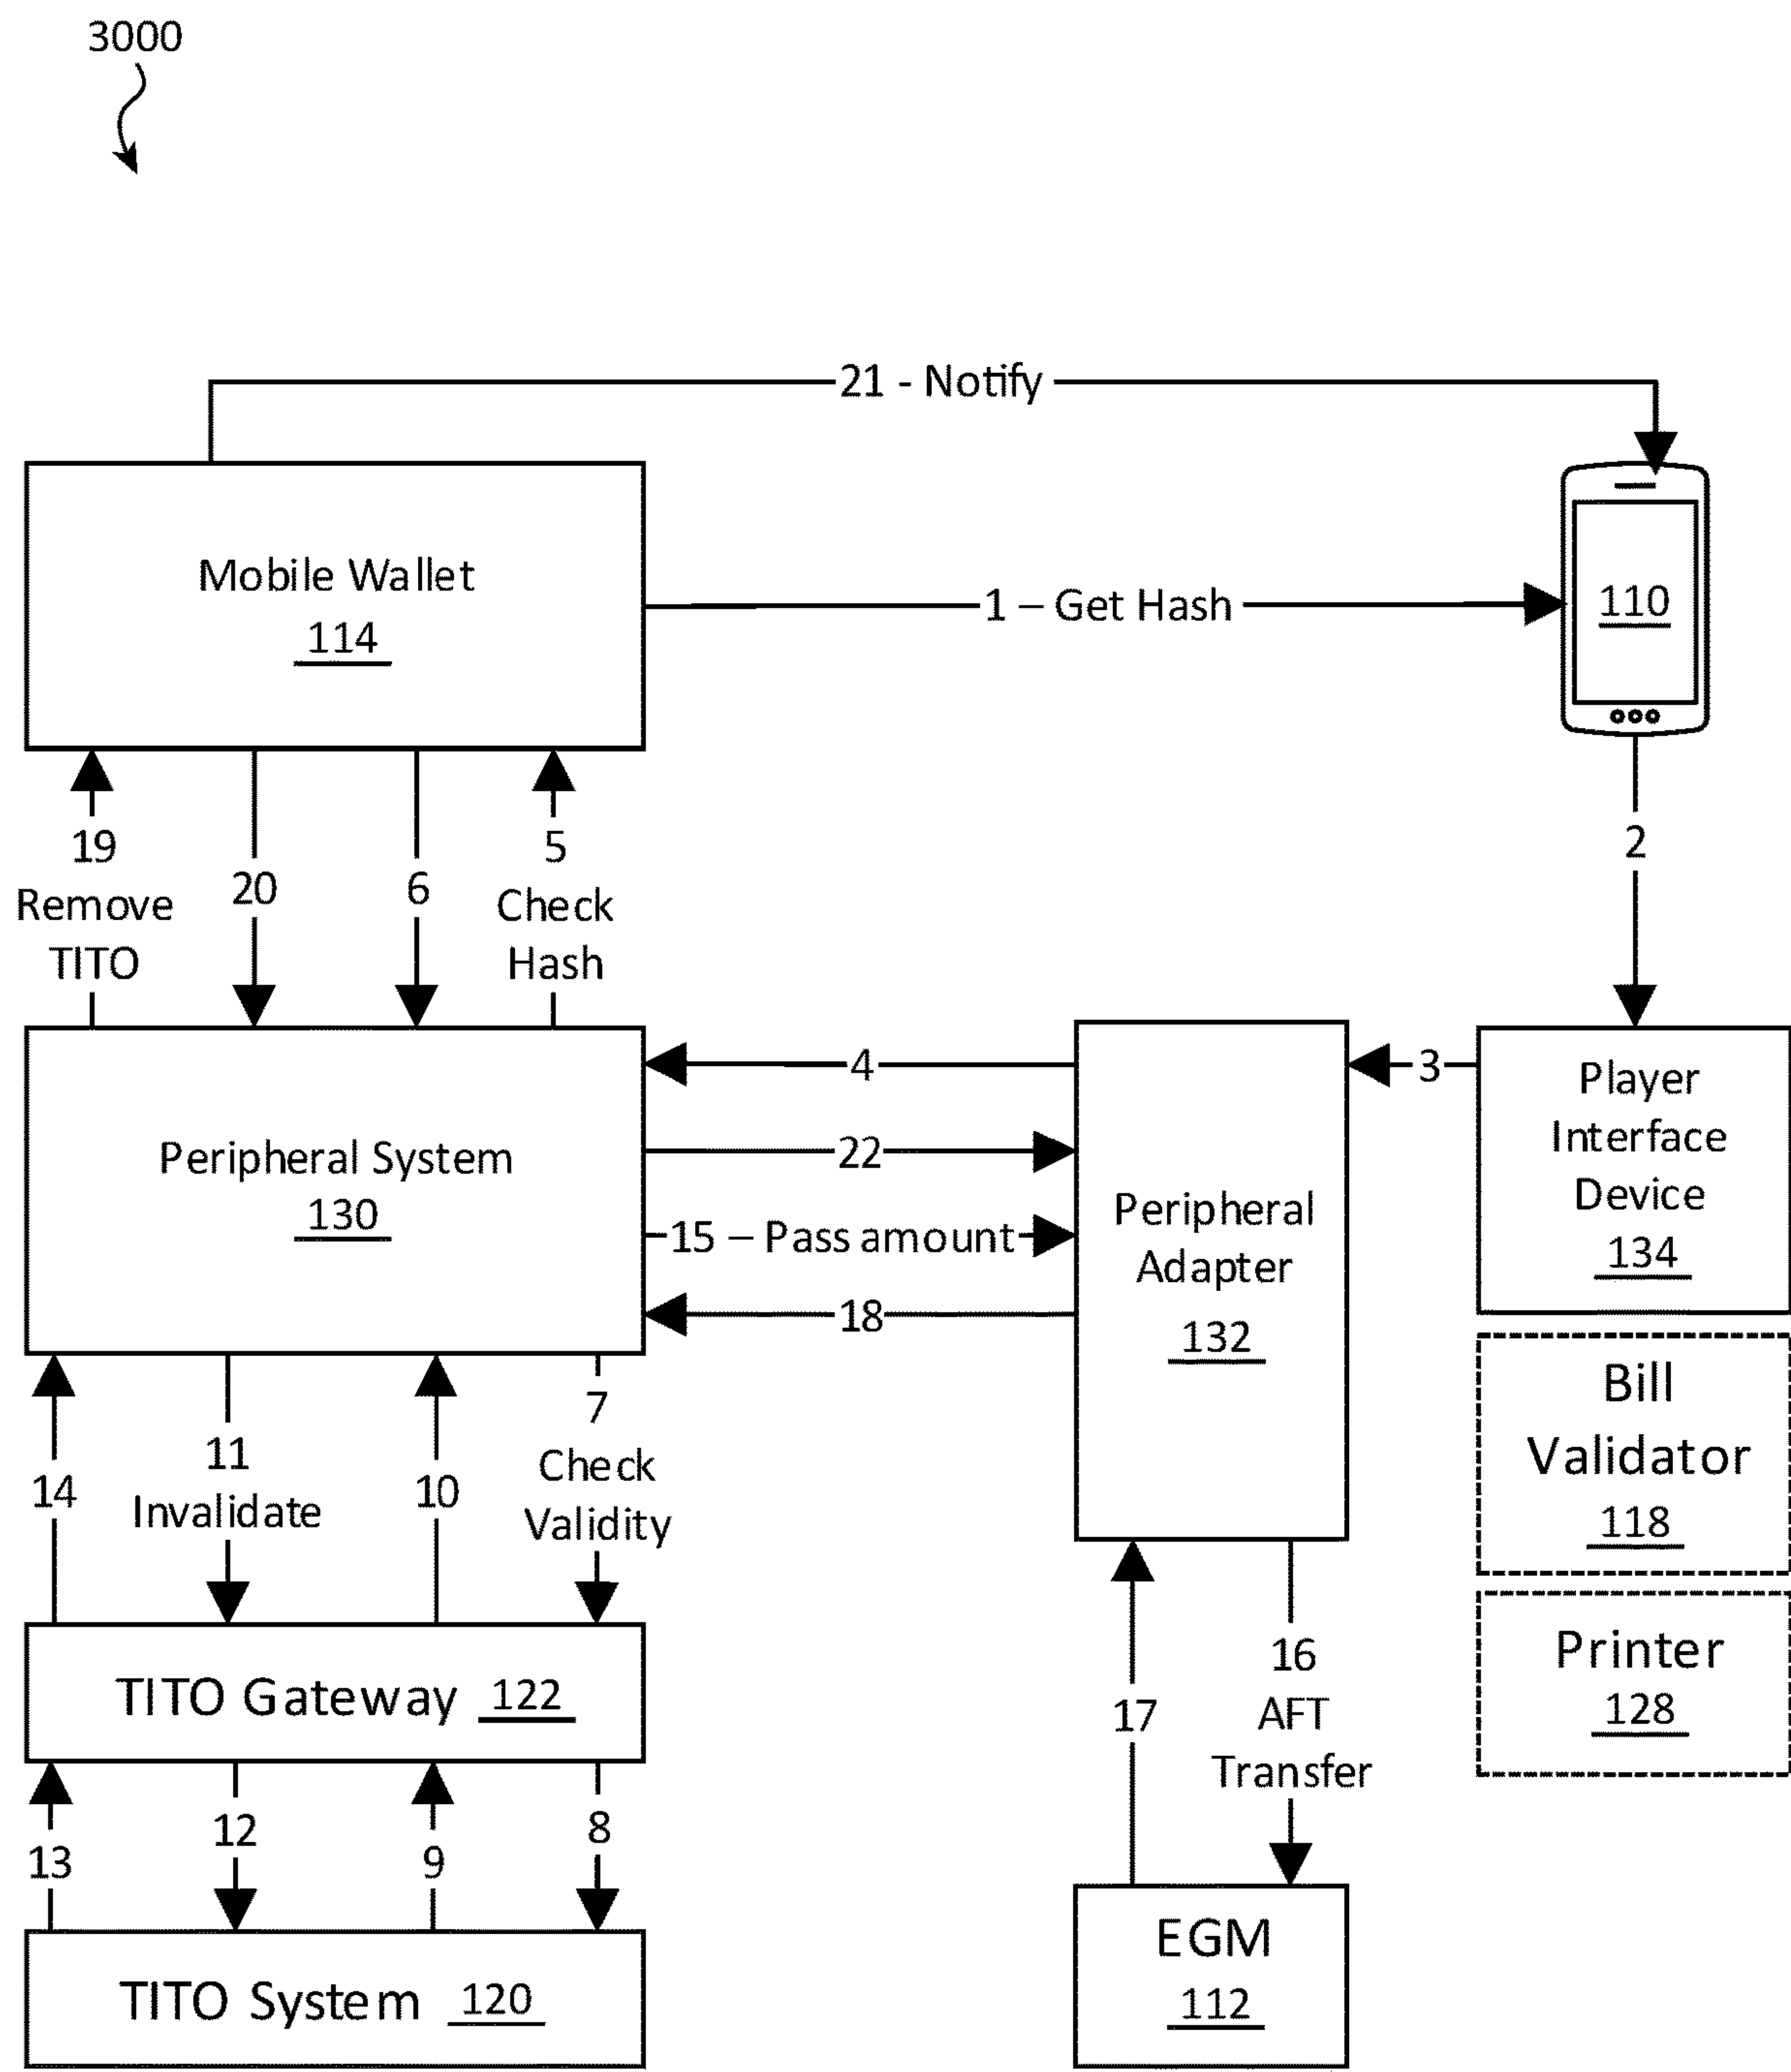 3000
21 - Notify
Mobile Wallet
114
1 – Get Hash
110
19
Remove
TITO
20
6
5
Check
Hash
2
Peripheral System
130
4
22
15 – Pass amount
18
Peripheral
Adapter
132
3
Player
Interface
Device
134
Bill
Validator
118
Printer
128
14
11
Invalidate
10
7
Check
Validity
TITO Gateway 122
17
16
AFT
Transfer
13
12
9
8
TITO System 120
EGM
112